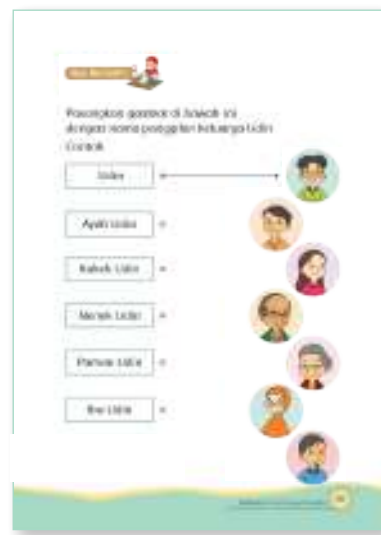 Pasangkan gambar di bawah ini
dengan nama panggilan keluarga Udin
Contoh
Udin
Ayah Udin
Kakek Udin
Nenek Udin
Paman Udin
Ibu Udin